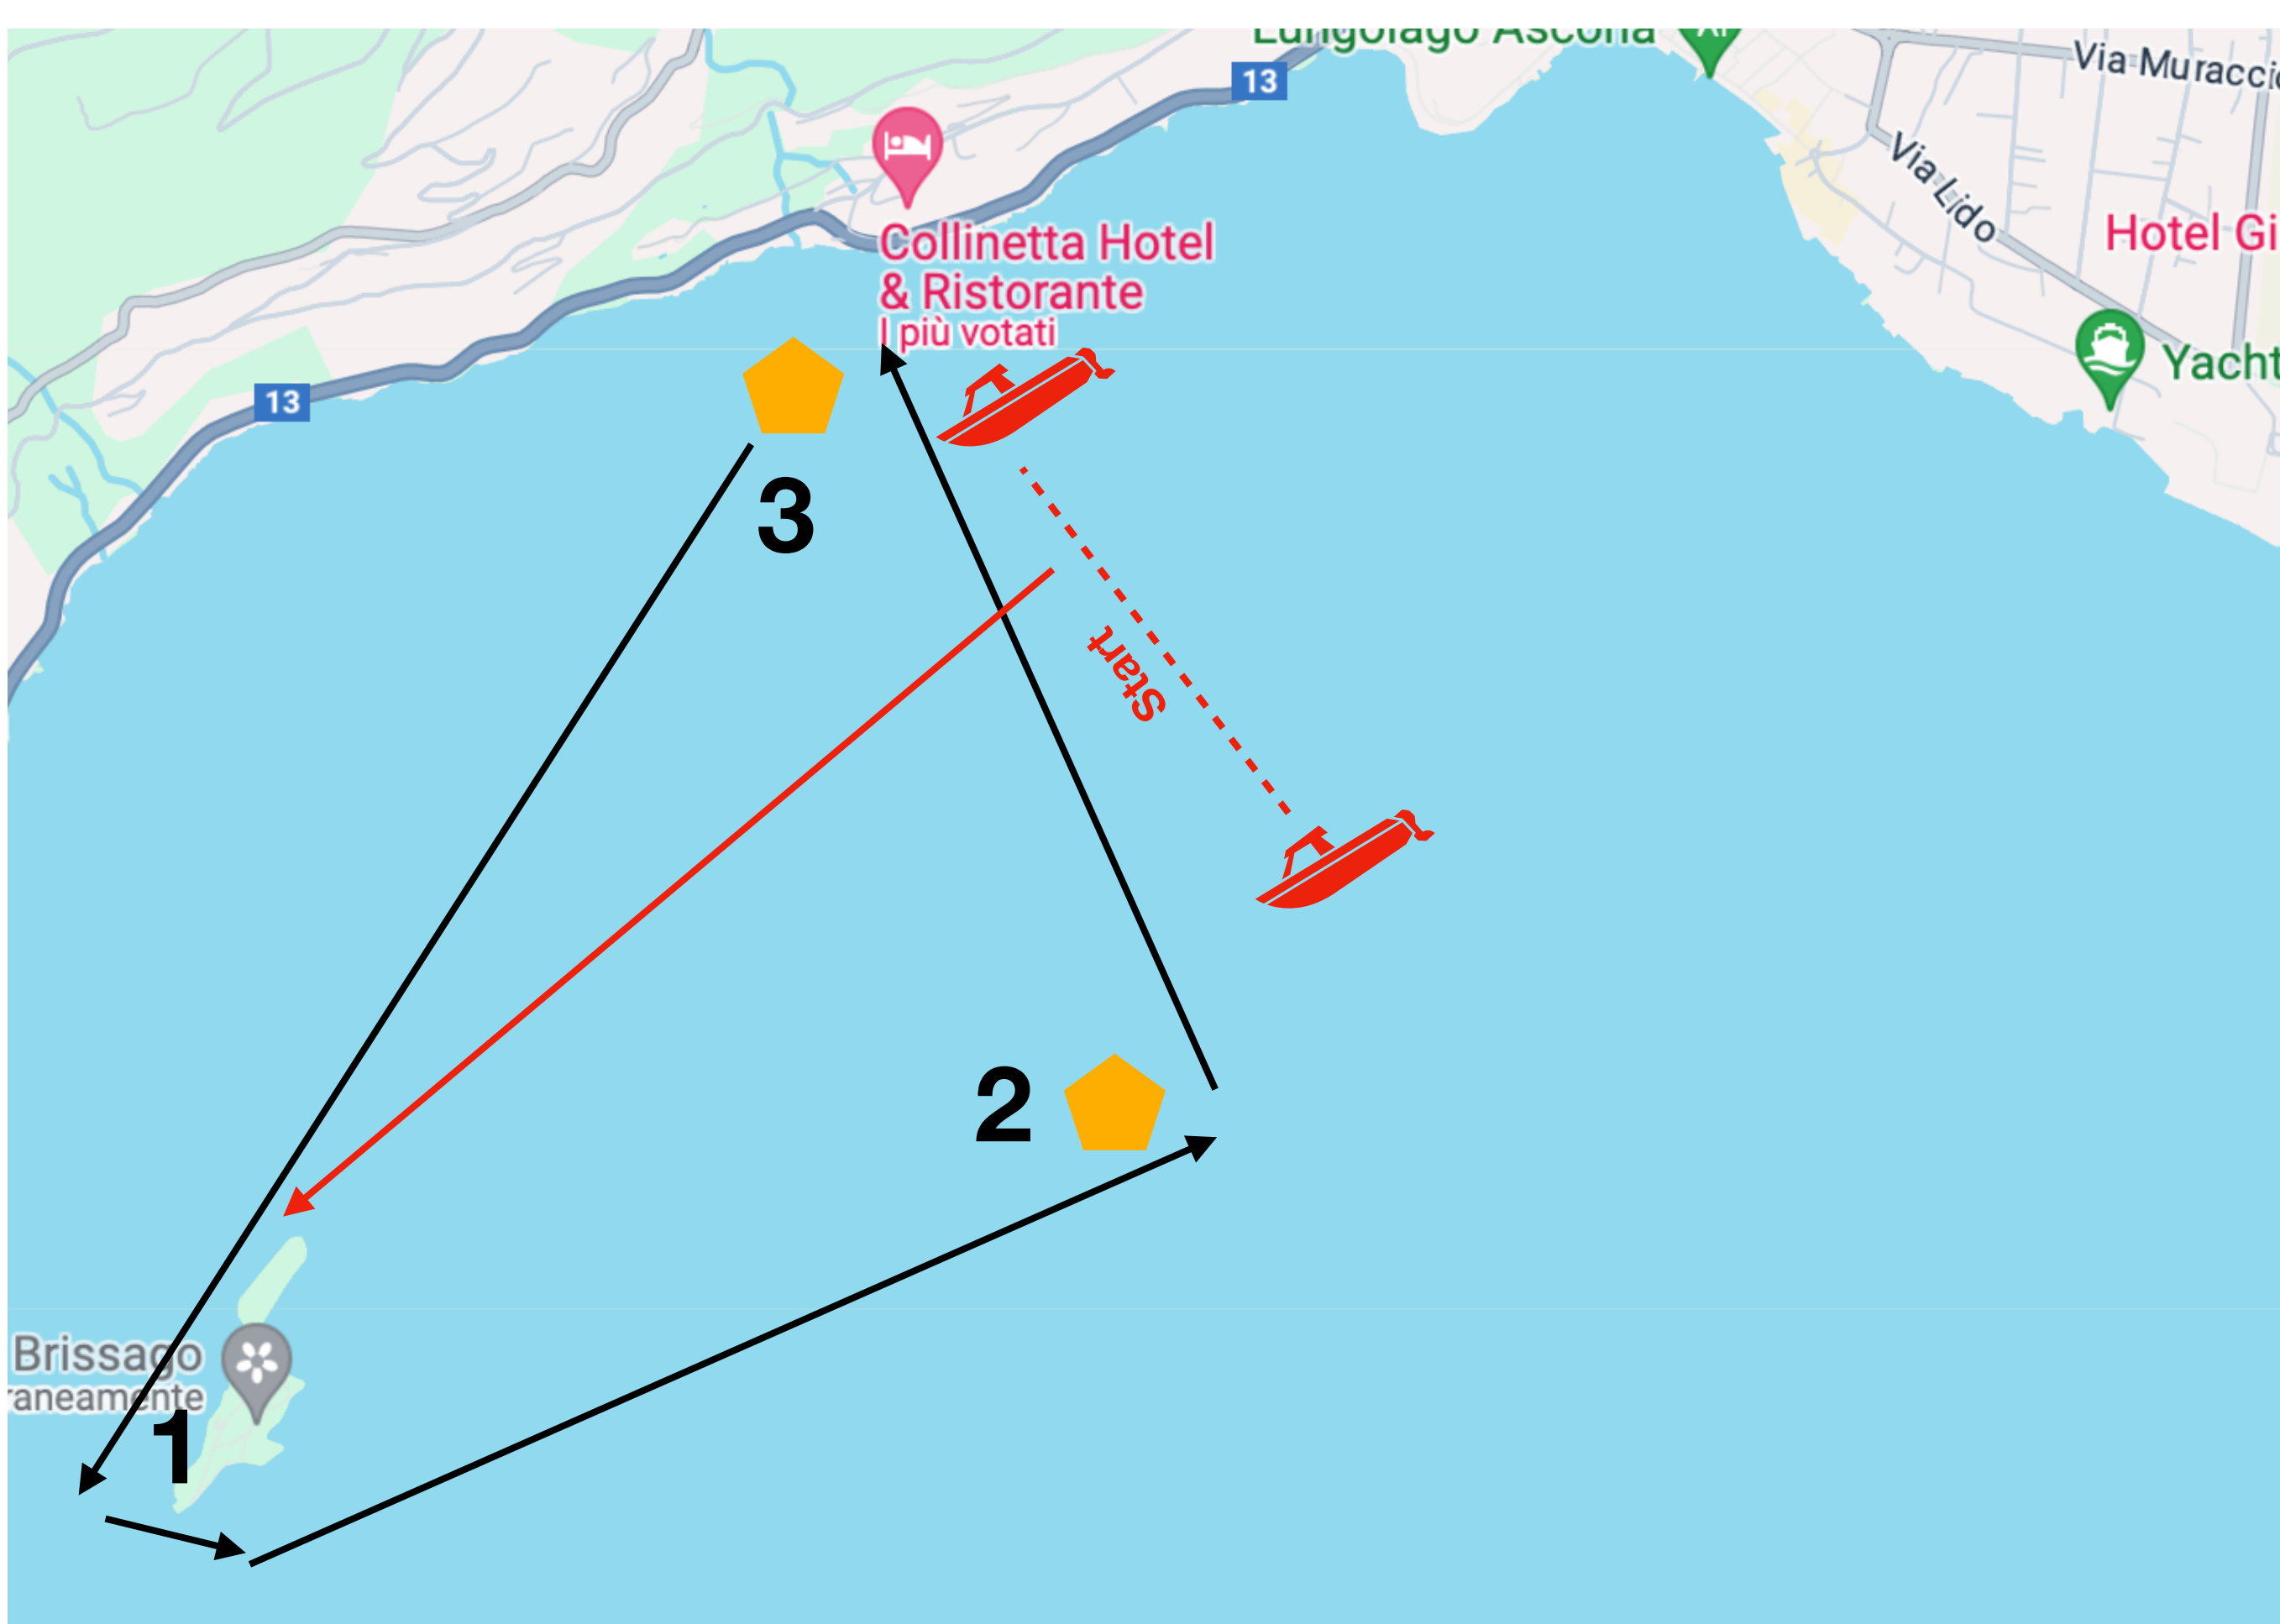 Lungolago Ascona
13
Via Muraccio
Via Lido
Collinetta Hotel
& Ristorante
I più votati
Hotel Gi
Yacht
13
3
Start
2
Brissago
raneamente
1